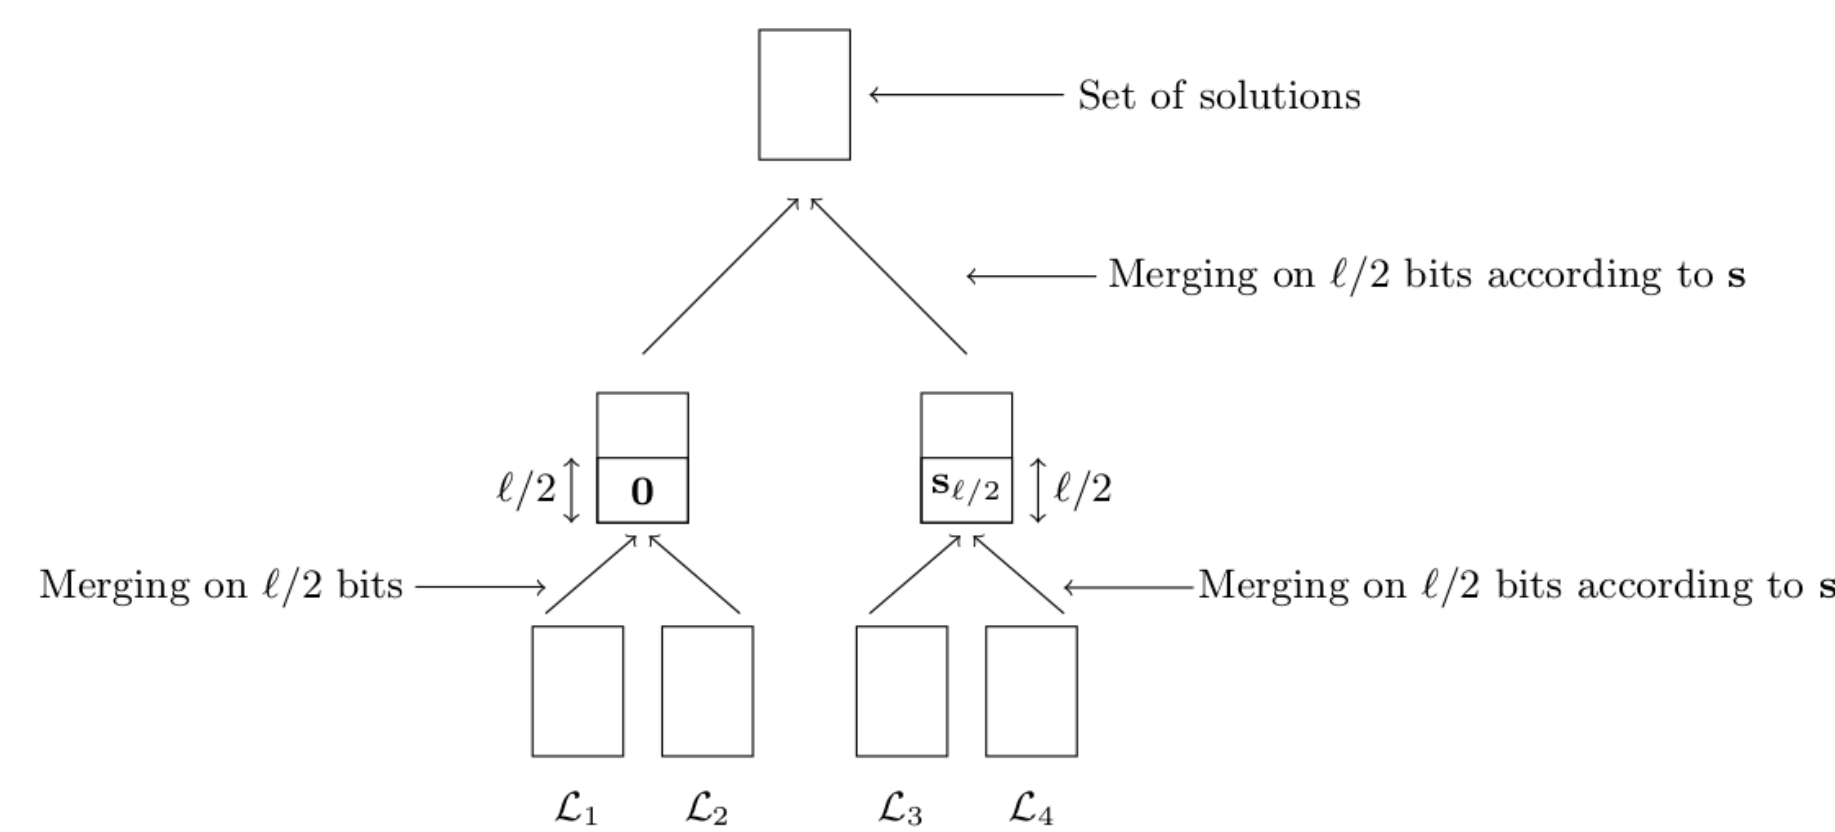 Set of solutions
Merging on ℓ/2 bits according to s
ℓ/2 0 s_{ℓ/2} ℓ/2
Merging on ℓ/2 bits Merging on ℓ/2 bits according to s
ℒ₁ ℒ₂ ℒ₃ ℒ₄